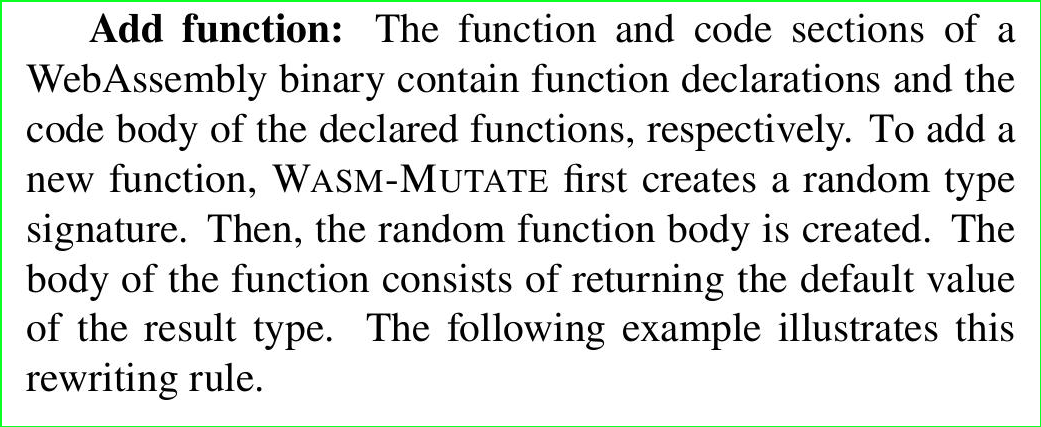 Add function: The function and code sections of a
WebAssembly binary contain function declarations and the
code body of the declared functions, respectively. To add a
new function, WASM-MUTATE first creates a random type
signature. Then, the random function body is created. The
body of the function consists of returning the default value
of the result type. The following example illustrates this
rewriting rule.